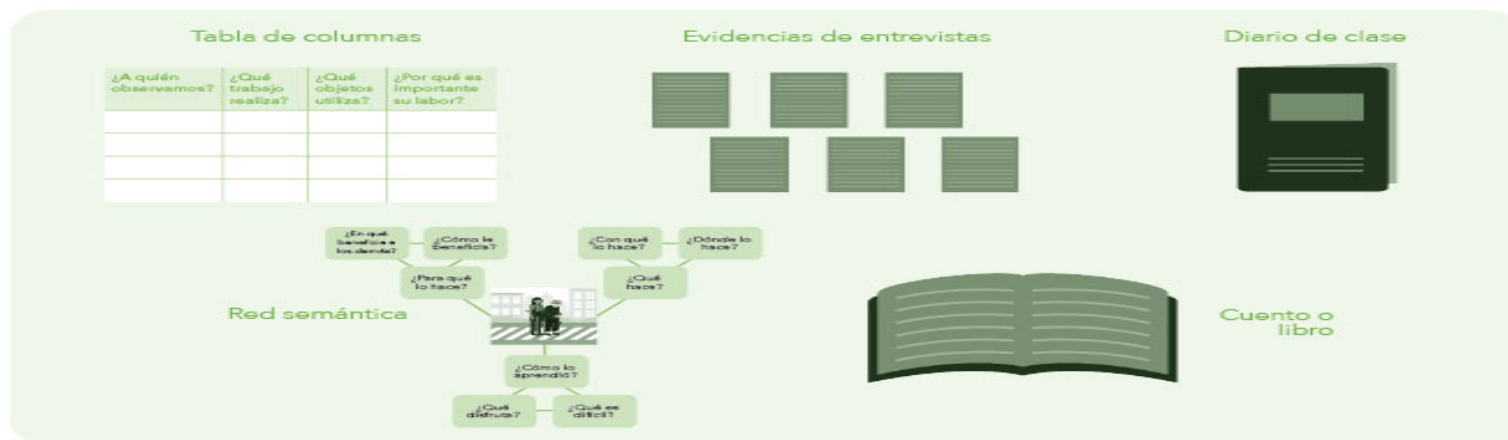 Tabla de columnas
Evidencias de entrevistas
Diario de clase
¿A quién
observamos?
¿Qué
trabajo
realiza?
¿Qué
objetos
utiliza?
¿Por qué es
importante
su labor?
¿En qué
beneficia a
los demás?
¿Cómo le
beneficia?
¿Para qué
lo hace?
¿Con qué
lo hace?
¿Dónde lo
hace?
¿Qué
hace?
Red semántica
¿Cómo lo
aprendió?
¿Qué
disfruta?
¿Qué es
difícil?
Cuento o
libro